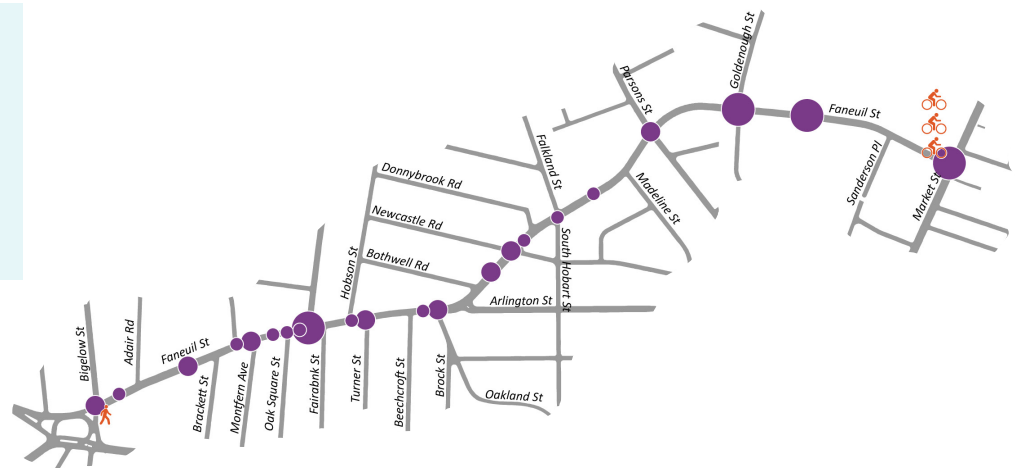 Goldenough St
Parsons St
Faneuil St
Falkland St
Sanderson Pl
Donnybrook Rd
Madeline St
Market St
Newcastle Rd
South Hobart St
Hobson St
Bothwell Rd
Arlington St
Bigelow St
Adair Rd
Faneuil St
Brackett St
Montfern Ave
Oak Square St
Fairabnk St
Turner St
Beechcroft St
Brock St
Oakland St